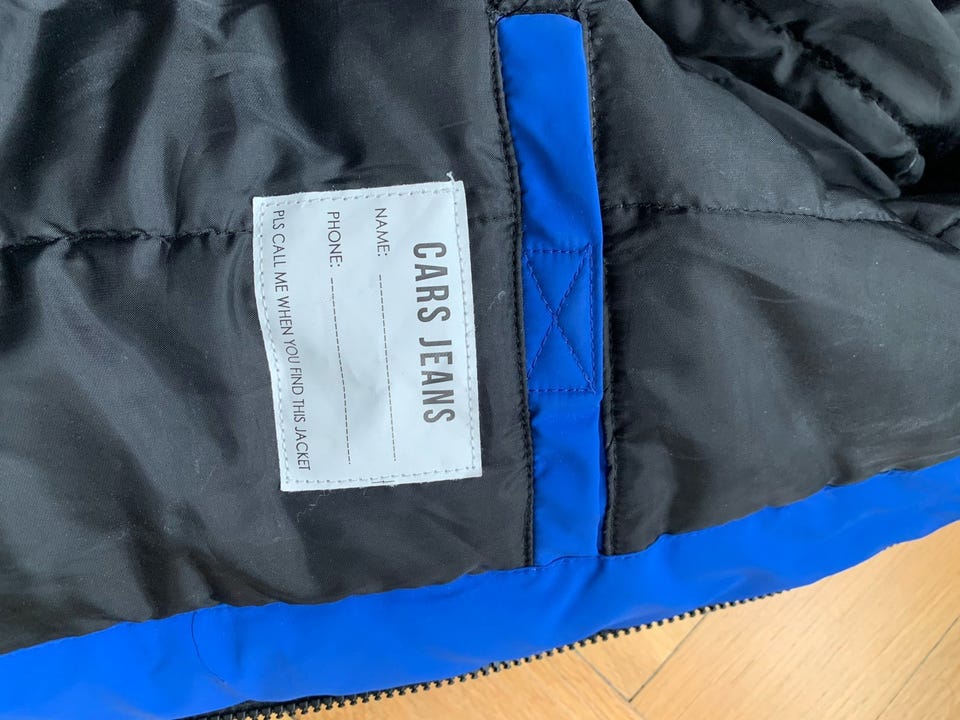 CARS JEANS
NAME:
PHONE:
PLS CALL ME WHEN YOU FIND THIS JACKET